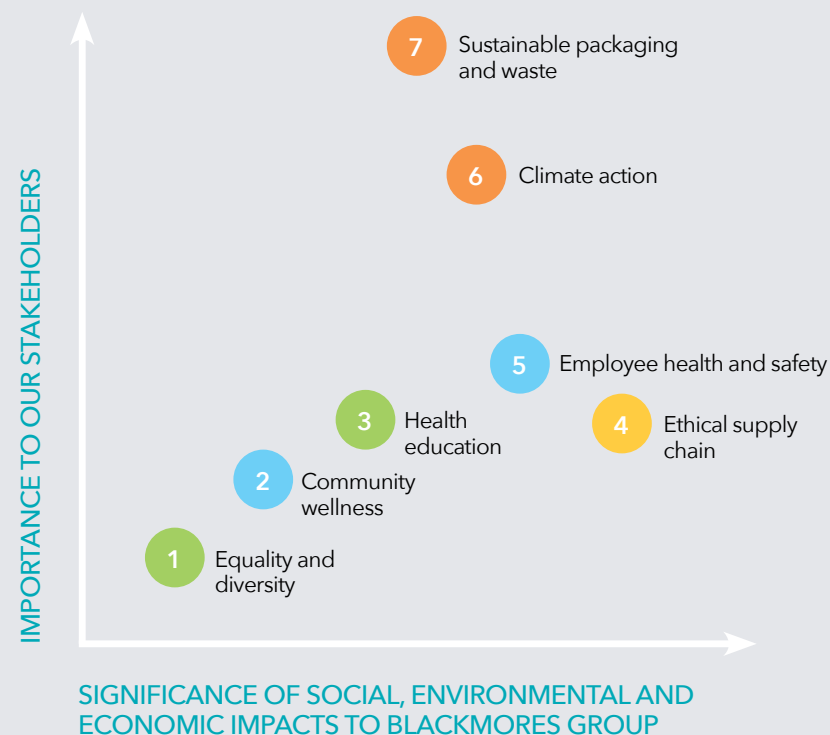 IMPORTANCE TO OUR STAKEHOLDERS
7
Sustainable packaging
and waste
6
Climate action
5
Employee health and safety
3
Health
education
4
Ethical supply
chain
2
Community
wellness
1
Equality and
diversity
SIGNIFICANCE OF SOCIAL, ENVIRONMENTAL AND
ECONOMIC IMPACTS TO BLACKMORES GROUP